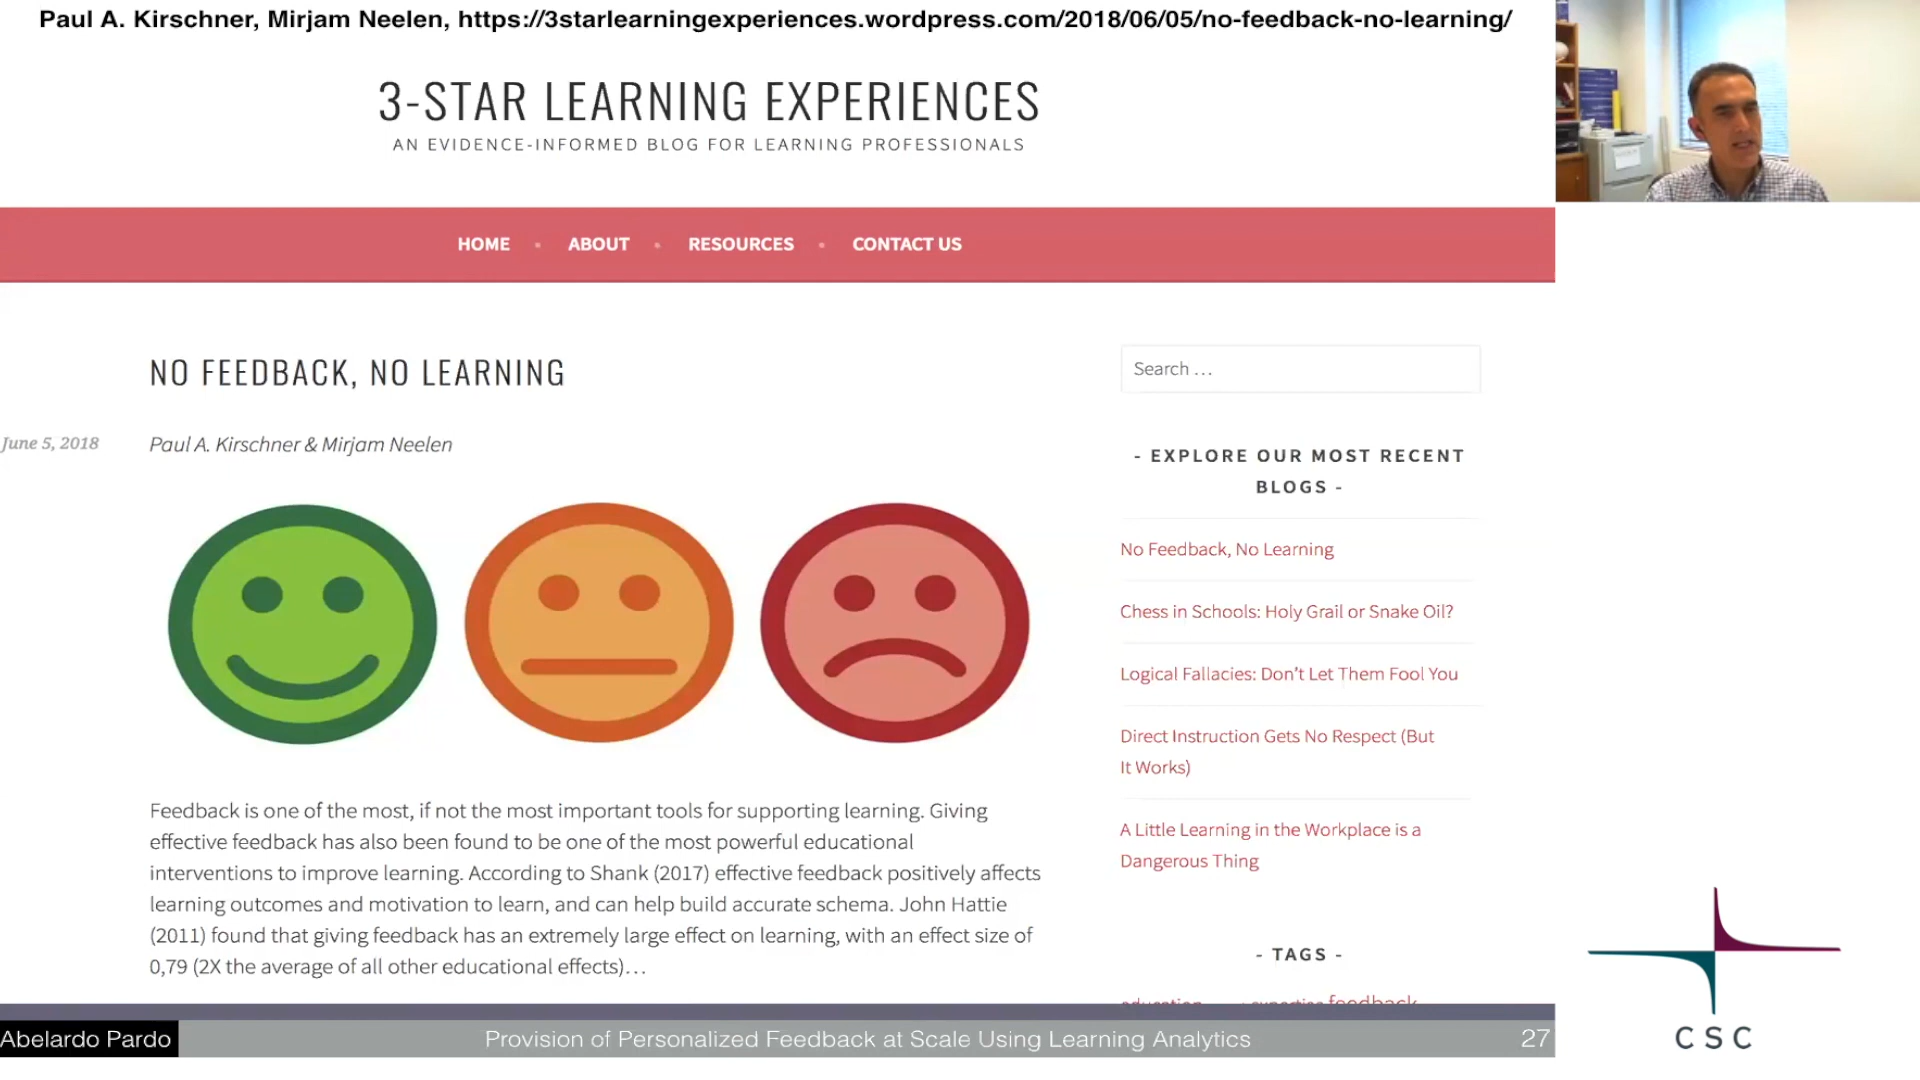 Paul A. Kirschner, Mirjam Neelen, https://3starlearningexperiences.wordpress.com/2018/06/05/no-feedback-no-learning/
3-STAR LEARNING EXPERIENCES
AN EVIDENCE-INFORMED BLOG FOR LEARNING PROFESSIONALS
HOME • ABOUT • RESOURCES • CONTACT US
NO FEEDBACK, NO LEARNING
June 5, 2018
Paul A. Kirschner & Mirjam Neelen
Feedback is one of the most, if not the most important tools for supporting learning. Giving
effective feedback has also been found to be one of the most powerful educational
interventions to improve learning. According to Shank (2017) effective feedback positively affects
learning outcomes and motivation to learn, and can help build accurate schema. John Hattie
(2011) found that giving feedback has an extremely large effect on learning, with an effect size of
0,79 (2X the average of all other educational effects)…
Search …
- EXPLORE OUR MOST RECENT
BLOGS -
No Feedback, No Learning
Chess in Schools: Holy Grail or Snake Oil?
Logical Fallacies: Don’t Let Them Fool You
Direct Instruction Gets No Respect (But
It Works)
A Little Learning in the Workplace is a
Dangerous Thing
- TAGS -
education expertise feedback
Abelardo Pardo
Provision of Personalized Feedback at Scale Using Learning Analytics
27
CSC